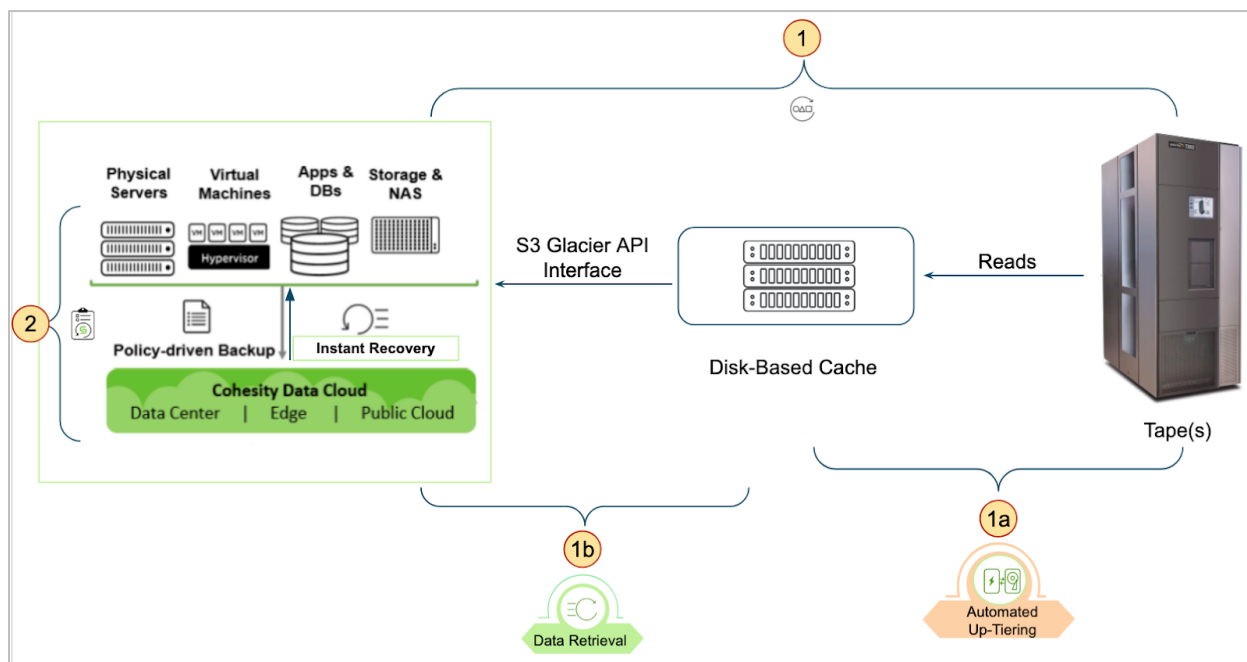 1
Physical
Servers
Virtual
Machines
Apps &
DBs
Storage &
NAS
VM VM VM VM
Hypervisor
S3 Glacier API
Interface
Reads
2
Policy-driven Backup
Instant Recovery
Disk-Based Cache
Cohesity Data Cloud
Data Center | Edge | Public Cloud
Tape(s)
1a
1b
Automated
Up-Tiering
Data Retrieval